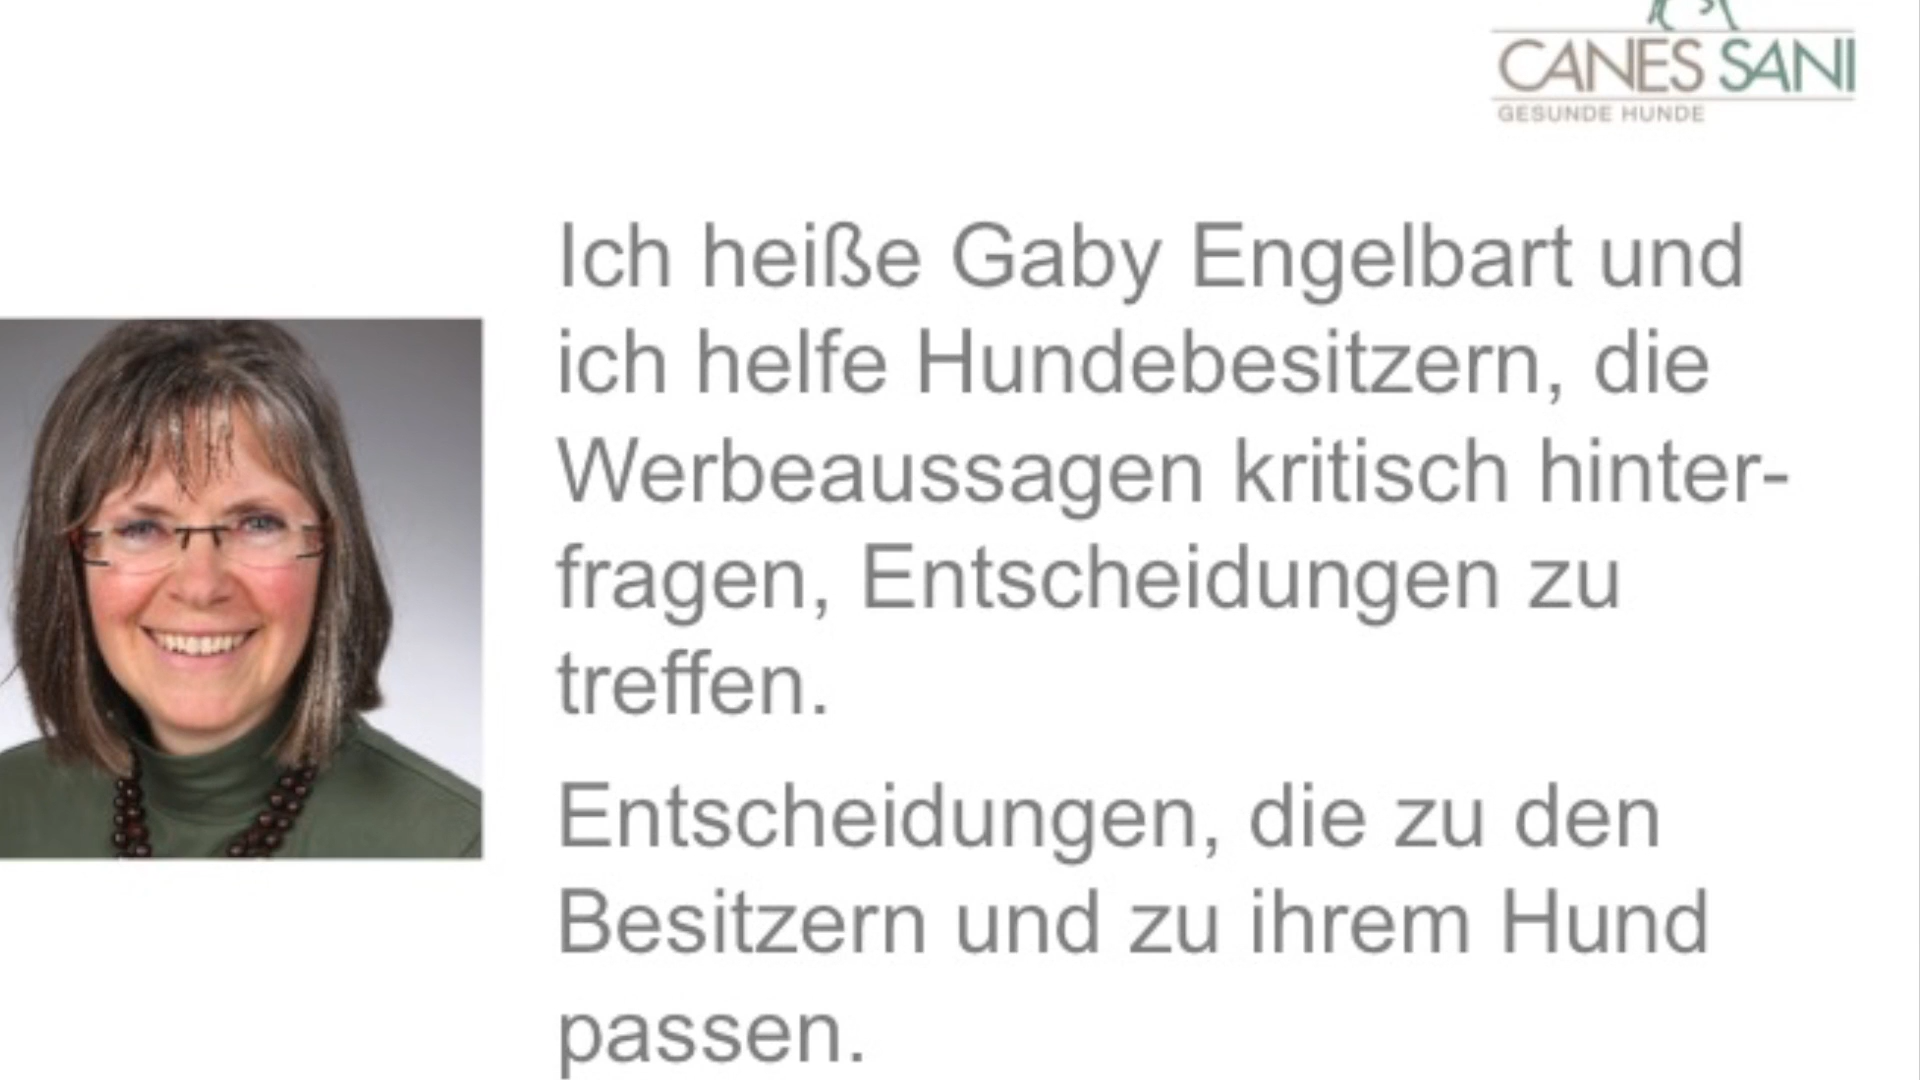 CANES SANI
GESUNDE HUNDE
Ich heiße Gaby Engelbart und
ich helfe Hundebesitzern, die
Werbeaussagen kritisch hinter-
fragen, Entscheidungen zu
treffen.
Entscheidungen, die zu den
Besitzern und zu ihrem Hund
passen.